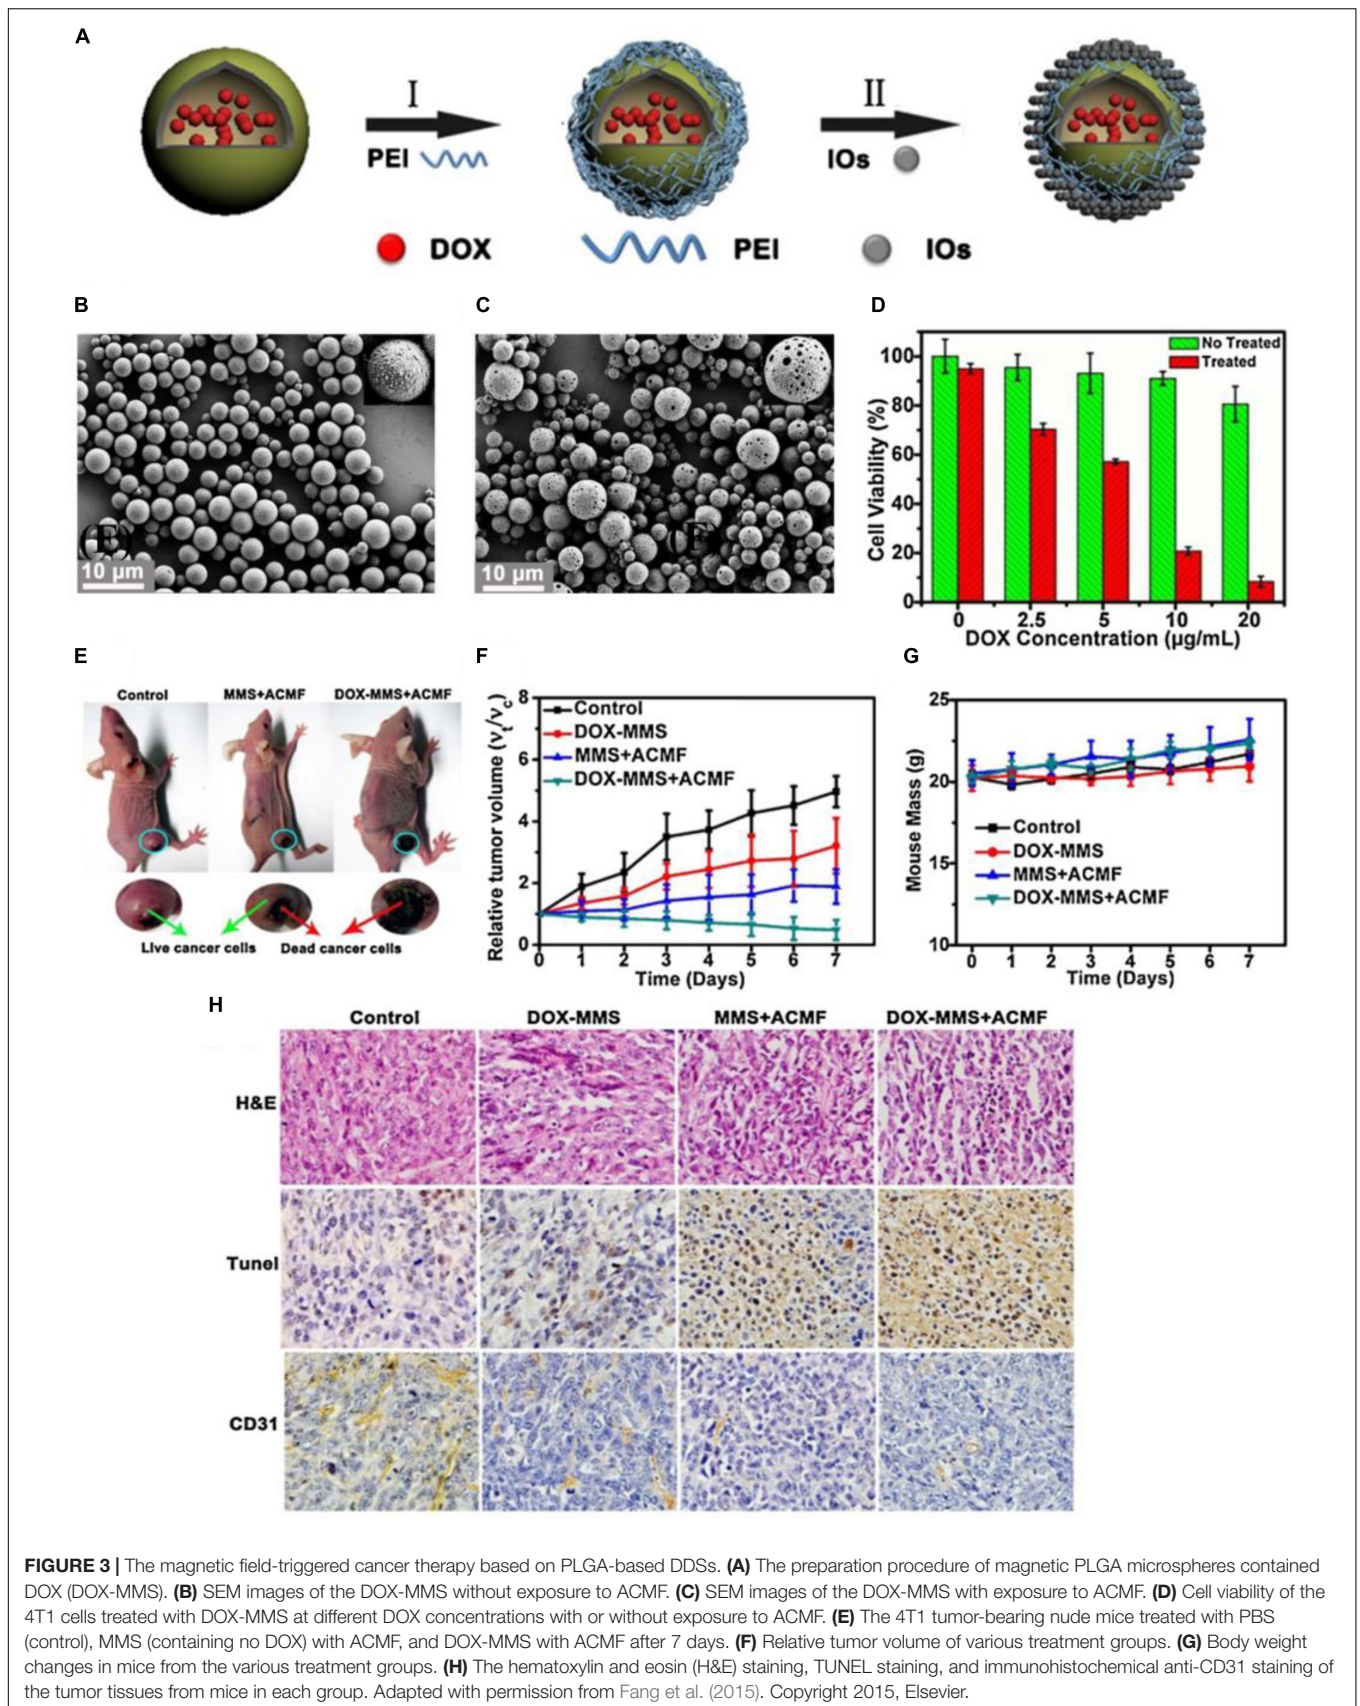 A
I
II
PEI
IOs
DOX
PEI
IOs
B
C
D
(E)
10 µm
(F)
10 µm
No Treated
Treated
100
80
60
40
20
0
Cell Viability (%)
0 2.5 5 10 20
DOX Concentration (µg/mL)
E
F
G
Control MMS+ACMF DOX-MMS+ACMF
Live cancer cells Dead cancer cells
8
6
4
2
0
Relative tumor volume (vt/vc)
Control
DOX-MMS
MMS+ACMF
DOX-MMS+ACMF
0 1 2 3 4 5 6 7
Time (Days)
25
20
15
10
Mouse Mass (g)
Control
DOX-MMS
MMS+ACMF
DOX-MMS+ACMF
0 1 2 3 4 5 6 7
Time (Days)
H
Control DOX-MMS MMS+ACMF DOX-MMS+ACMF
H&E
Tunel
CD31
FIGURE 3 | The magnetic field-triggered cancer therapy based on PLGA-based DDSs. (A) The preparation procedure of magnetic PLGA microspheres contained
DOX (DOX-MMS). (B) SEM images of the DOX-MMS without exposure to ACMF. (C) SEM images of the DOX-MMS with exposure to ACMF. (D) Cell viability of the
4T1 cells treated with DOX-MMS at different DOX concentrations with or without exposure to ACMF. (E) The 4T1 tumor-bearing nude mice treated with PBS
(control), MMS (containing no DOX) with ACMF, and DOX-MMS with ACMF after 7 days. (F) Relative tumor volume of various treatment groups. (G) Body weight
changes in mice from the various treatment groups. (H) The hematoxylin and eosin (H&E) staining, TUNEL staining, and immunohistochemical anti-CD31 staining of
the tumor tissues from mice in each group. Adapted with permission from Fang et al. (2015). Copyright 2015, Elsevier.